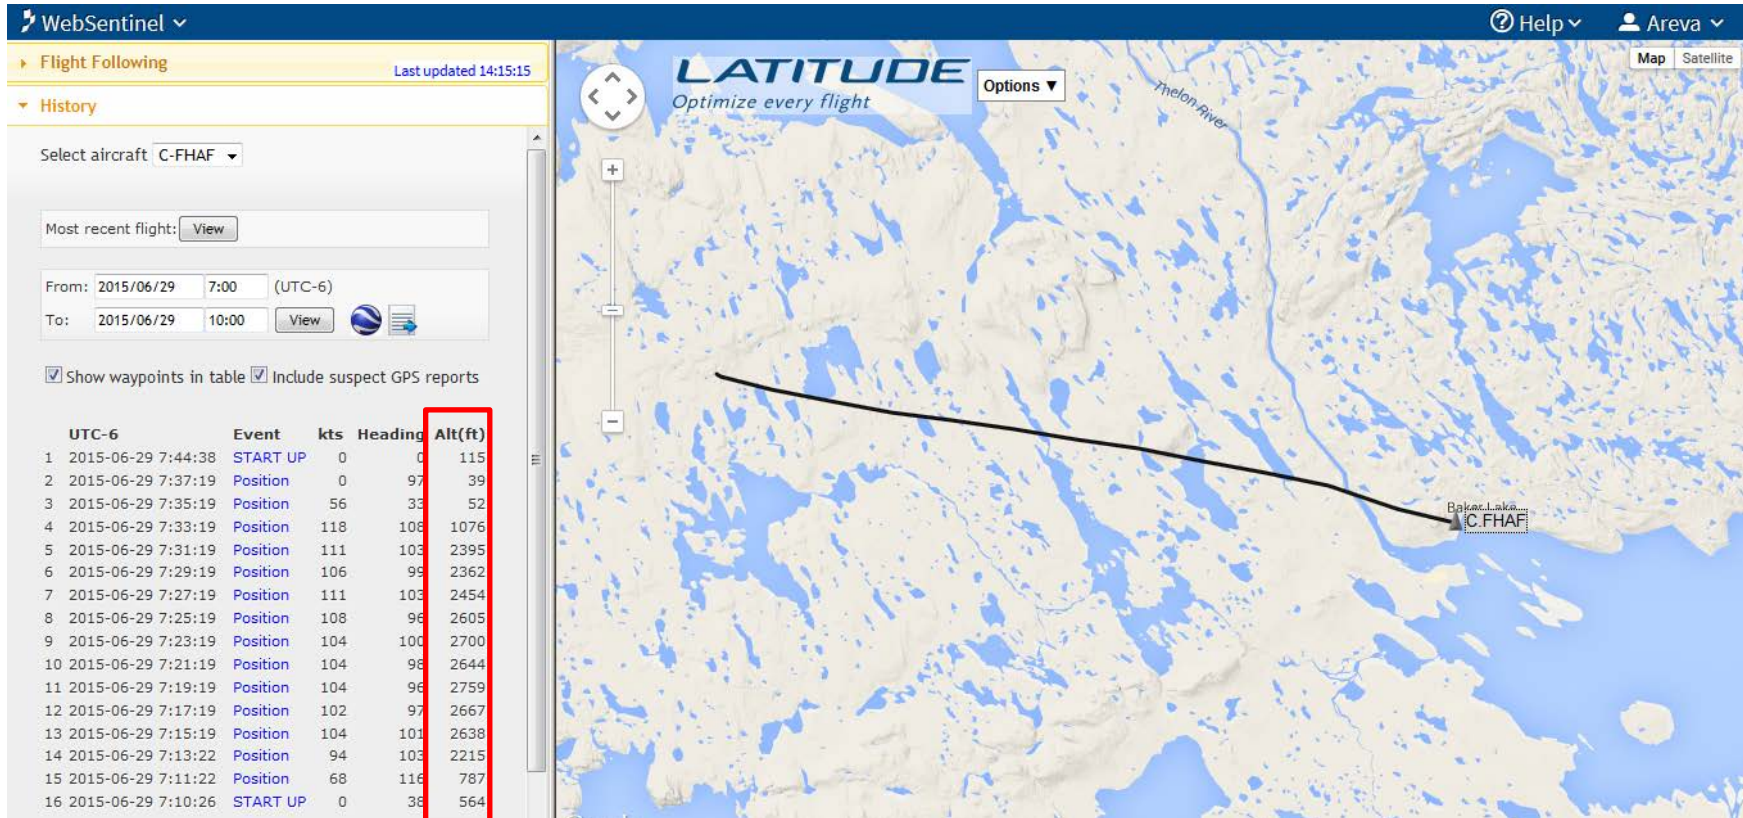 WebSentinel
Help
Areva
Flight Following
Last updated 14:15:15
History
Select aircraft C-FHAF
Most recent flight: View
From: 2015/06/29 7:00 (UTC-6)
To: 2015/06/29 10:00 View
Show waypoints in table Include suspect GPS reports
UTC-6 Event kts Heading Alt(ft)
1 2015-06-29 7:44:38 START UP 0 0 115
2 2015-06-29 7:37:19 Position 0 97 39
3 2015-06-29 7:35:19 Position 56 33 52
4 2015-06-29 7:33:19 Position 118 108 1076
5 2015-06-29 7:31:19 Position 111 103 2395
6 2015-06-29 7:29:19 Position 106 99 2362
7 2015-06-29 7:27:19 Position 111 103 2454
8 2015-06-29 7:25:19 Position 108 96 2605
9 2015-06-29 7:23:19 Position 104 100 2700
10 2015-06-29 7:21:19 Position 104 98 2644
11 2015-06-29 7:19:19 Position 104 96 2759
12 2015-06-29 7:17:19 Position 102 97 2667
13 2015-06-29 7:15:19 Position 104 101 2638
14 2015-06-29 7:13:22 Position 94 103 2215
15 2015-06-29 7:11:22 Position 68 116 787
16 2015-06-29 7:10:26 START UP 0 38 564
LATITUDE
Optimize every flight
Options ▼
Map Satellite
Thelon River
Baker Lake
C.FHAF